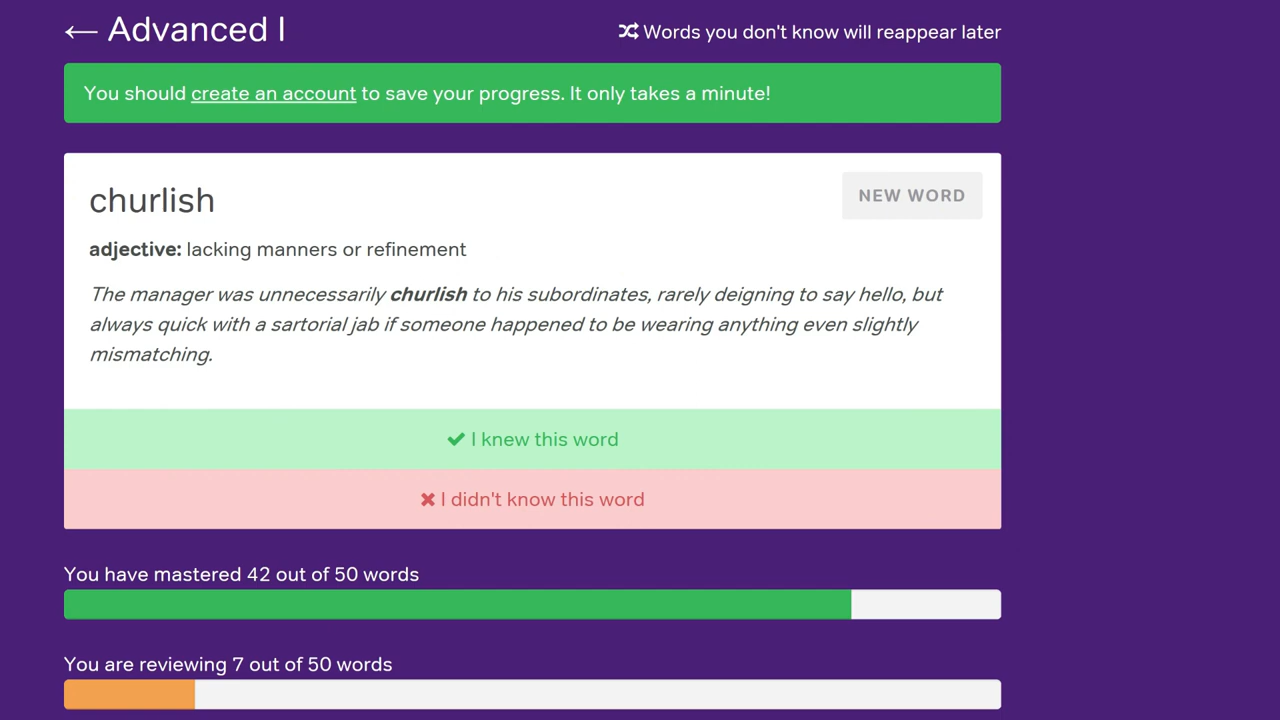 ← Advanced I
Words you don't know will reappear later
You should create an account to save your progress. It only takes a minute!
churlish
NEW WORD
adjective: lacking manners or refinement
The manager was unnecessarily churlish to his subordinates, rarely deigning to say hello, but
always quick with a sartorial jab if someone happened to be wearing anything even slightly
mismatching.
I knew this word
I didn't know this word
You have mastered 42 out of 50 words
You are reviewing 7 out of 50 words